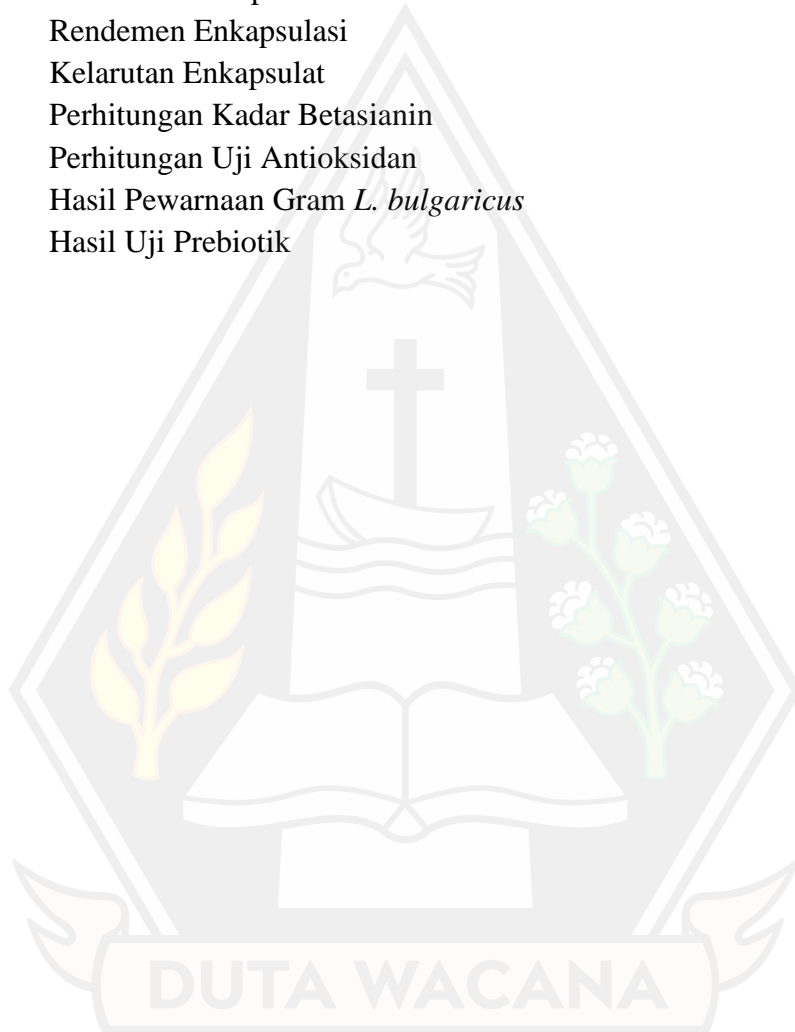 Rendemen Enkapsulasi
Kelarutan Enkapsulat
Perhitungan Kadar Betasianin
Perhitungan Uji Antioksidan
Hasil Pewarnaan Gram L. bulgaricus
Hasil Uji Prebiotik
DUTA WACANA